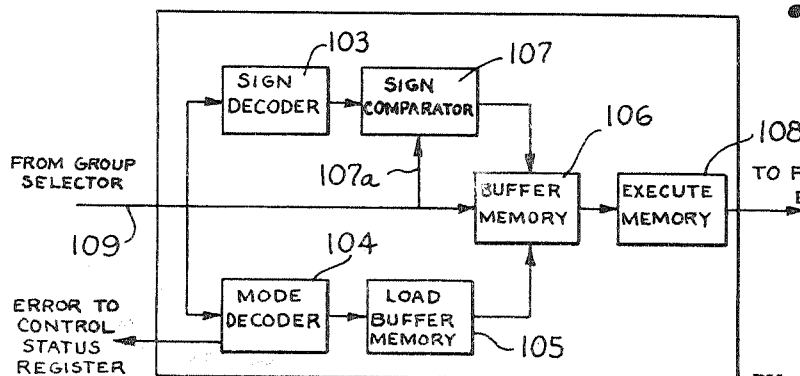 103
107
SIGN
DECODER
SIGN
COMPARATOR
106
108
FROM GROUP
SELECTOR
107a
BUFFER
MEMORY
EXECUTE
MEMORY
TO
109
104
MODE
DECODER
LOAD
BUFFER
MEMORY
105
ERROR TO
CONTROL
STATUS
REGISTER